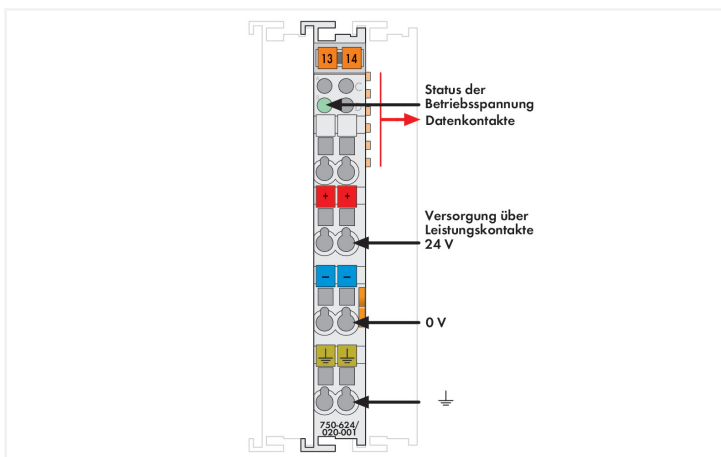 13 14
C
D
Status der
Betriebsspannung
Datenkontakte
+ +
Versorgung über
Leistungskontakte
24 V
− −
0 V
750-624/
020-001